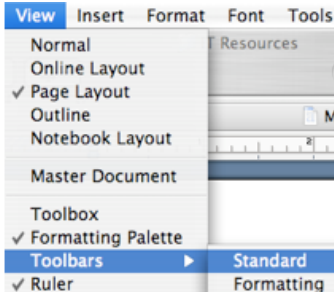 View Insert Format Font Tools
Normal
T Resources
Online Layout
✓ Page Layout
Outline
M
Notebook Layout
2
Master Document
Toolbox
✓ Formatting Palette
Toolbars ▶ Standard
✓ Ruler Formatting